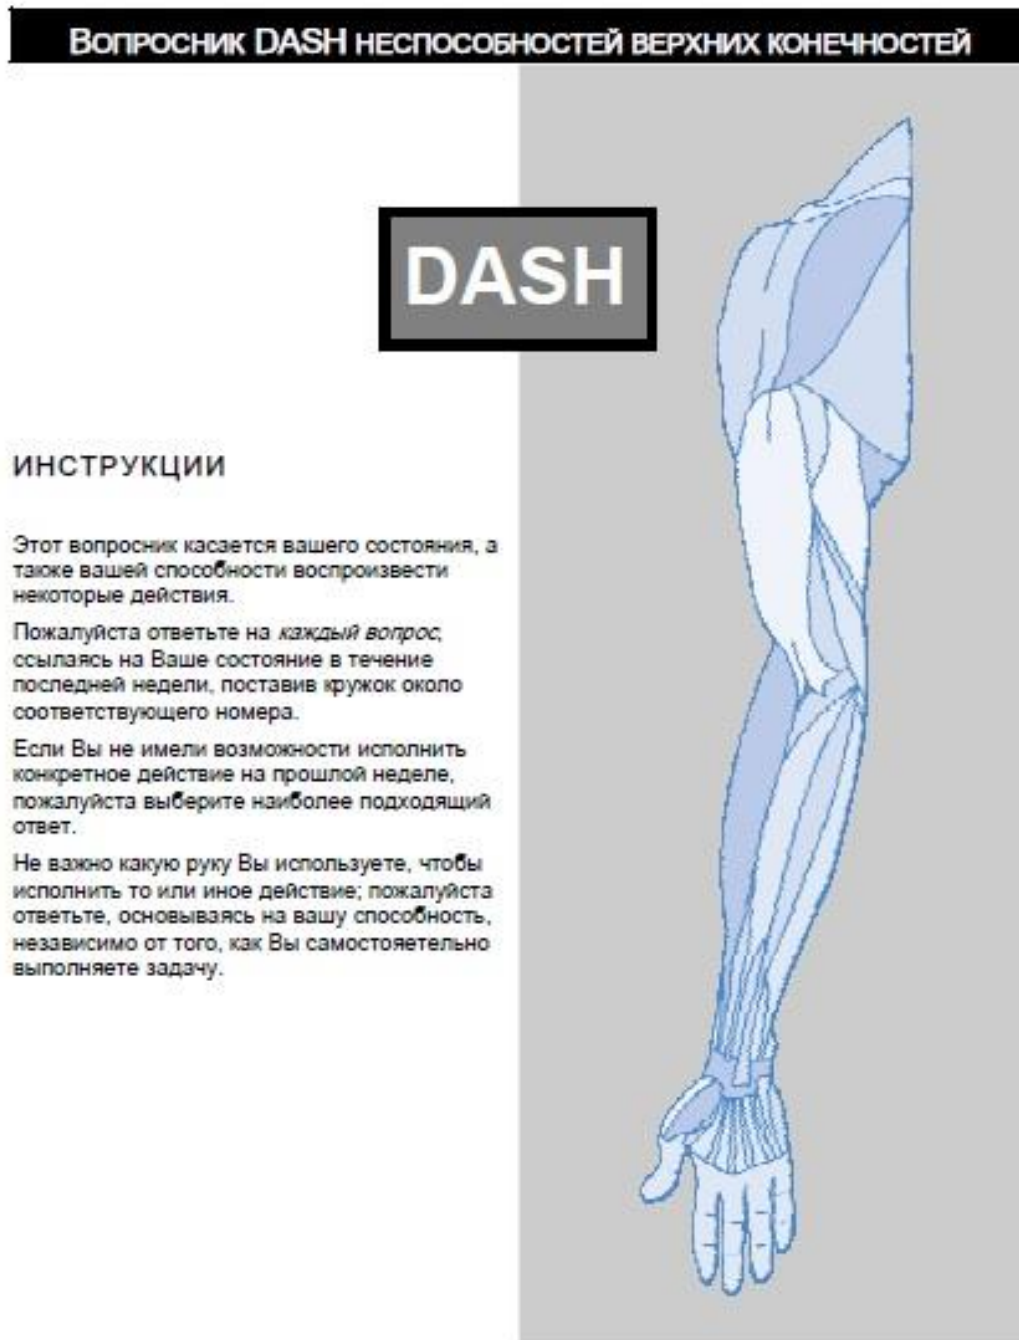 ВОПРОСНИК DASH НЕСПОСОБНОСТЕЙ ВЕРХНИХ КОНЕЧНОСТЕЙ
DASH
ИНСТРУКЦИИ
Этот вопросник касается вашего состояния, а
также вашей способности воспроизвести
некоторые действия.
Пожалуйста ответьте на каждый вопрос,
ссылаясь на Ваше состояние в течение
последней недели, поставив кружок около
соответствующего номера.
Если Вы не имели возможности исполнить
конкретное действие на прошлой неделе,
пожалуйста выберите наиболее подходящий
ответ.
Не важно какую руку Вы используете, чтобы
исполнить то или иное действие; пожалуйста
ответьте, основываясь на вашу способность,
независимо от того, как Вы самостояетельно
выполняете задачу.